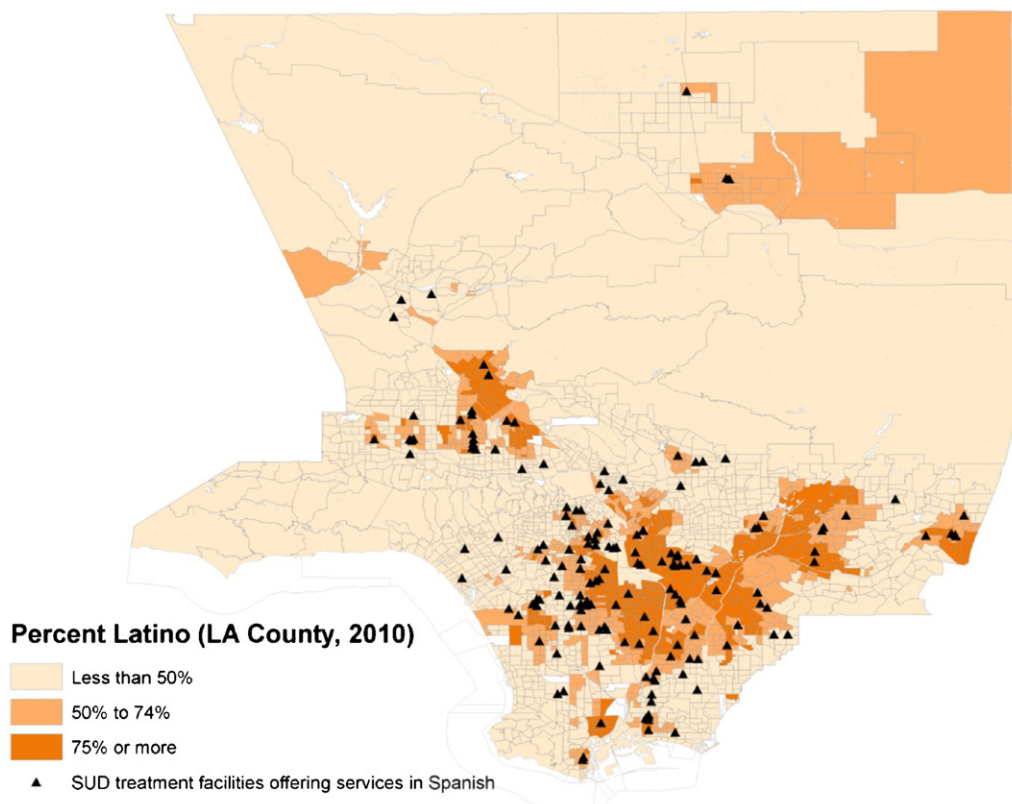 Percent Latino (LA County, 2010)
Less than 50%
50% to 74%
75% or more
SUD treatment facilities offering services in Spanish